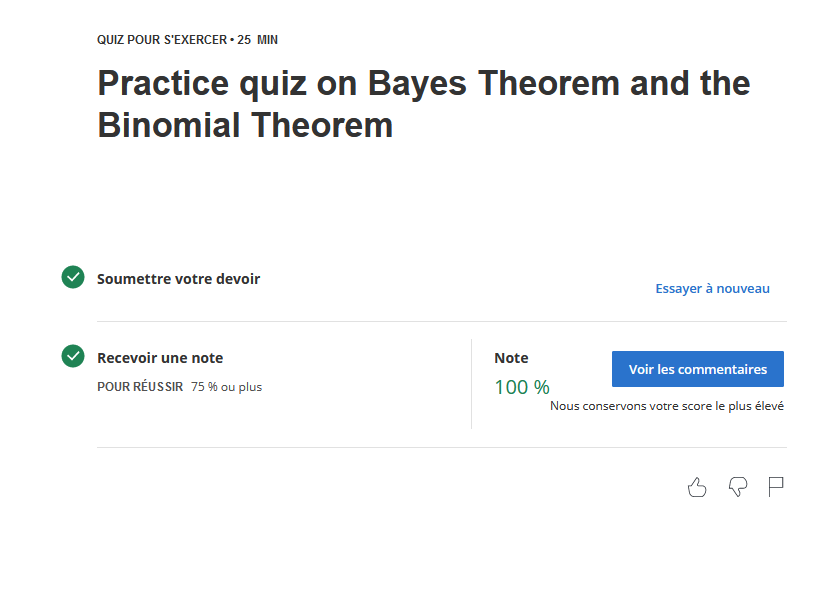 QUIZ POUR S'EXERCER • 25 MIN
Practice quiz on Bayes Theorem and the
Binomial Theorem
Soumettre votre devoir
Essayer à nouveau
Recevoir une note
POUR RÉUSSIR 75 % ou plus
Note
100 %
Voir les commentaires
Nous conservons votre score le plus élevé